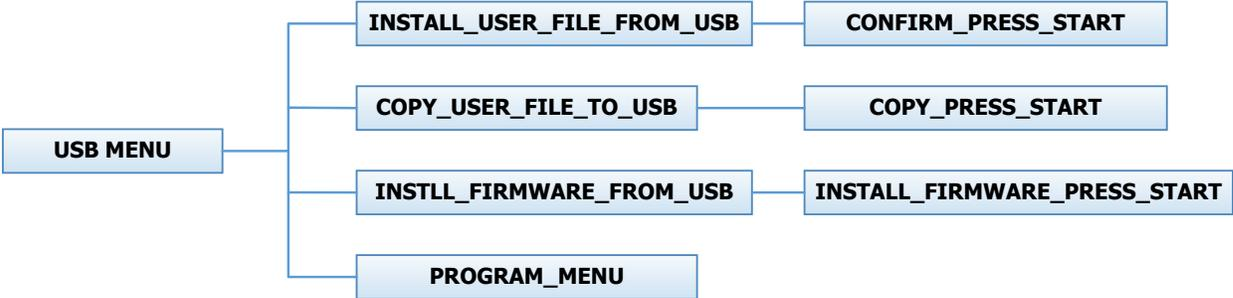 INSTALL_USER_FILE_FROM_USB
CONFIRM_PRESS_START
COPY_USER_FILE_TO_USB
COPY_PRESS_START
USB MENU
INSTLL_FIRMWARE_FROM_USB
INSTALL_FIRMWARE_PRESS_START
PROGRAM_MENU